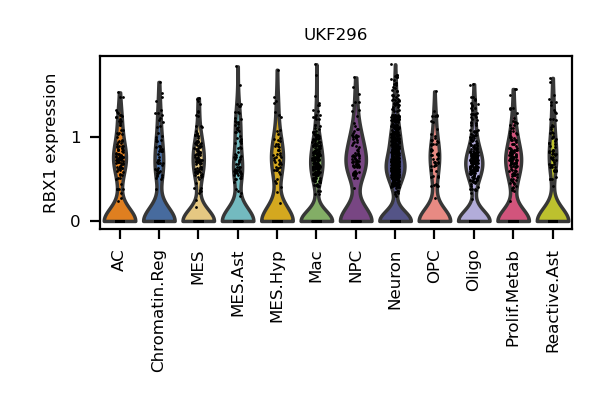 UKF296
RBX1 expression
1
0
AC
Chromatin.Reg
MES
MES.Ast
MES.Hyp
Mac
NPC
Neuron
OPC
Oligo
Prolif.Metab
Reactive.Ast